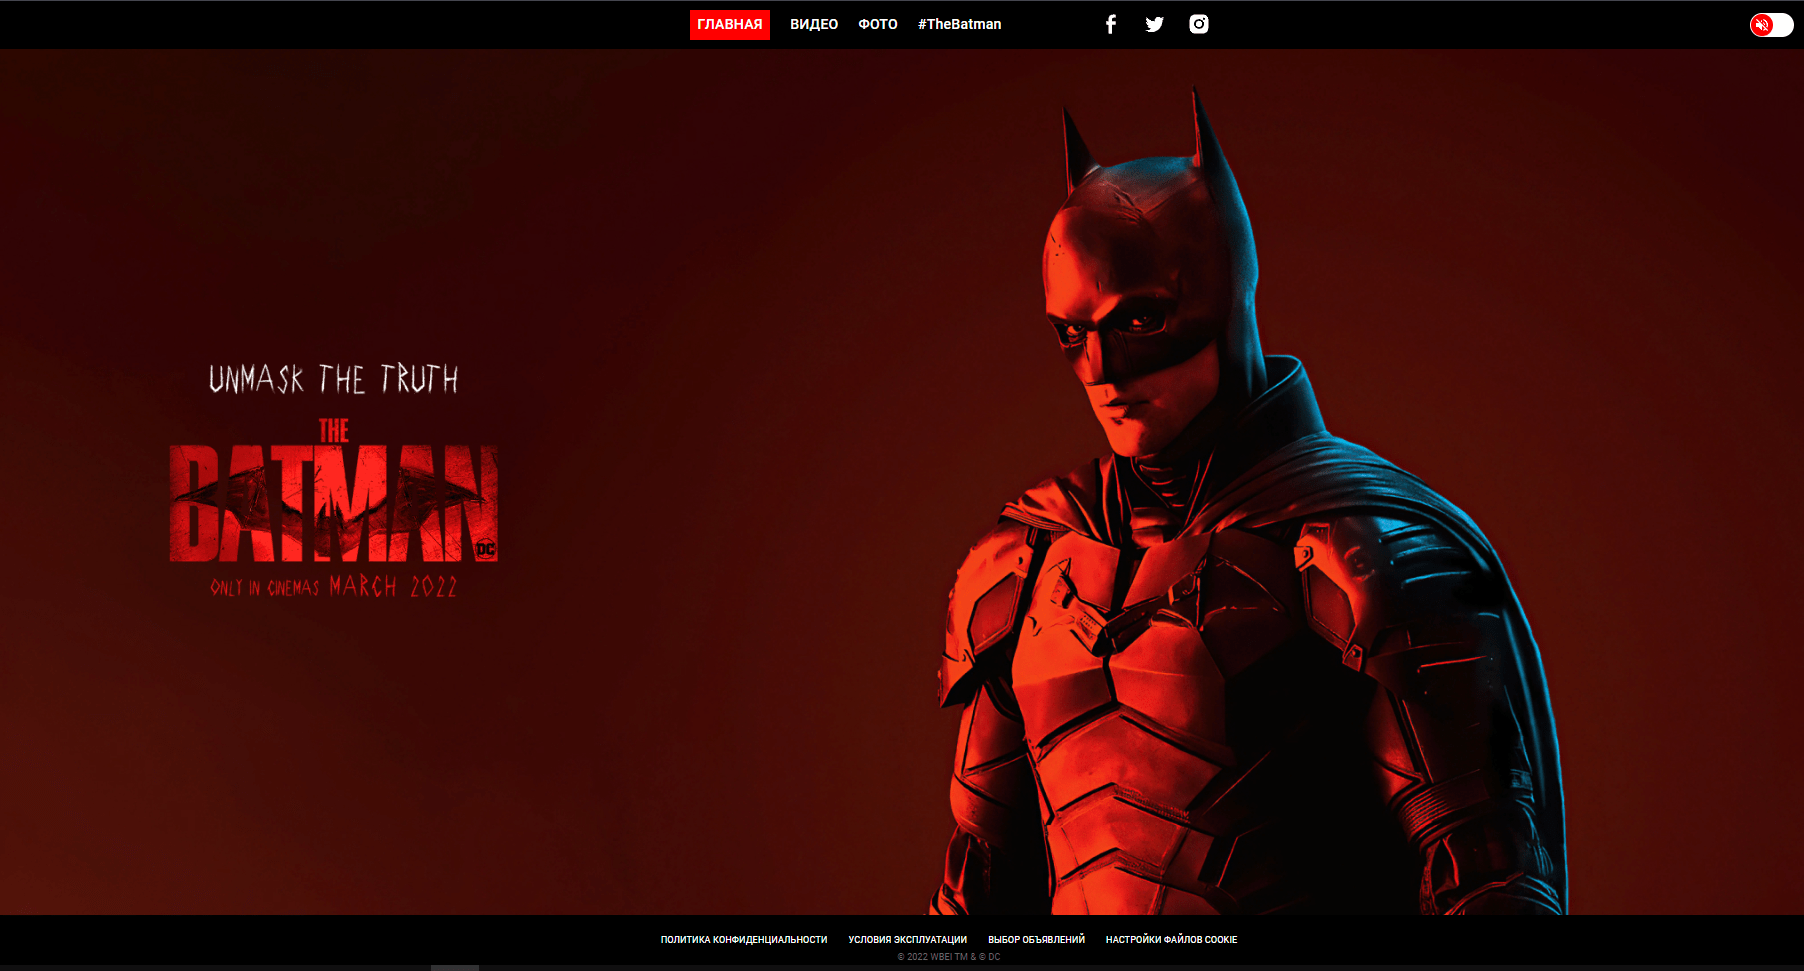 ГЛАВНАЯ ВИДЕО ФОТО #TheBatman
UNMASK THE TRUTH
THE
BATMAN
DC
ONLY IN CINEMAS MARCH 2022
ПОЛИТИКА КОНФИДЕНЦИАЛЬНОСТИ УСЛОВИЯ ЭКСПЛУАТАЦИИ ВЫБОР ОБЪЯВЛЕНИЙ НАСТРОЙКИ ФАЙЛОВ COOKIE
© 2022 WBEI TM & © DC